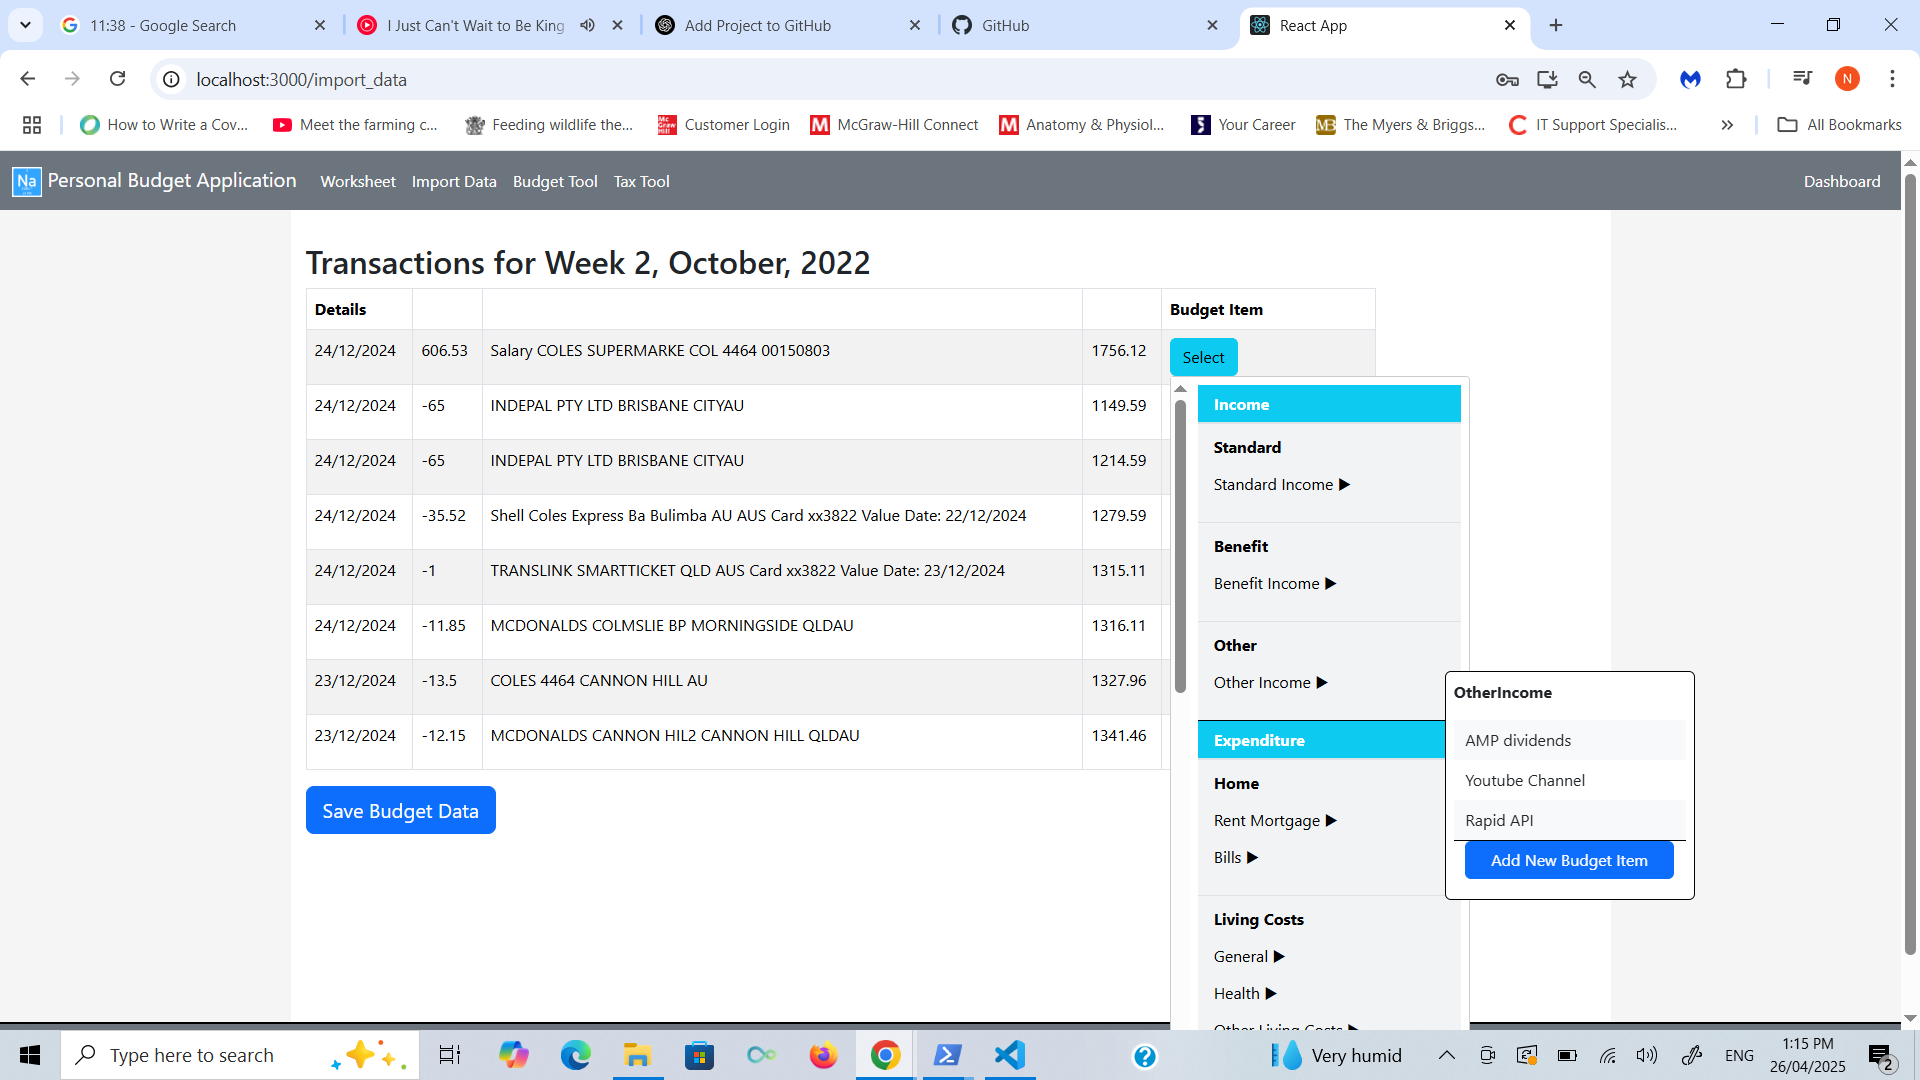 11:38 - Google Search
I Just Can't Wait to Be King
Add Project to GitHub
GitHub
React App
localhost:3000/import_data
N
How to Write a Cov...
Meet the farming c...
Feeding wildlife the...
Customer Login
McGraw-Hill Connect
Anatomy & Physiol...
Your Career
The Myers & Briggs...
IT Support Specialis...
All Bookmarks
Na
Personal Budget Application
Worksheet
Import Data
Budget Tool
Tax Tool
Dashboard
Transactions for Week 2, October, 2022
Details Budget Item
24/12/2024 606.53 Salary COLES SUPERMARKE COL 4464 00150803 1756.12 Select
24/12/2024 -65 INDEPAL PTY LTD BRISBANE CITYAU 1149.59
24/12/2024 -65 INDEPAL PTY LTD BRISBANE CITYAU 1214.59
24/12/2024 -35.52 Shell Coles Express Ba Bulimba AU AUS Card xx3822 Value Date: 22/12/2024 1279.59
24/12/2024 -1 TRANSLINK SMARTTICKET QLD AUS Card xx3822 Value Date: 23/12/2024 1315.11
24/12/2024 -11.85 MCDONALDS COLMSLIE BP MORNINGSIDE QLDAU 1316.11
23/12/2024 -13.5 COLES 4464 CANNON HILL AU 1327.96
23/12/2024 -12.15 MCDONALDS CANNON HIL2 CANNON HILL QLDAU 1341.46
Save Budget Data
Income
Standard
Standard Income ▶
Benefit
Benefit Income ▶
Other
Other Income ▶
Expenditure
Home
Rent Mortgage ▶
Bills ▶
Living Costs
General ▶
Health ▶
Other Living Costs ▶
OtherIncome
AMP dividends
Youtube Channel
Rapid API
Add New Budget Item
Type here to search
Very humid
ENG
1:15 PM
26/04/2025
2